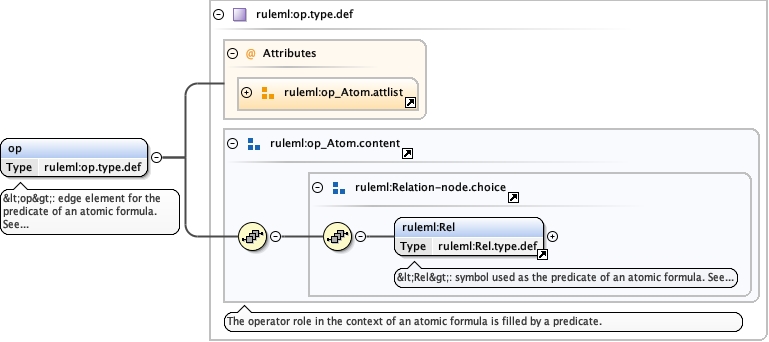 ruleml:op.type.def
@ Attributes
ruleml:op_Atom.attlist
op
Type ruleml:op.type.def
&lt;op&gt;: edge element for the
predicate of an atomic formula.
See...
ruleml:op_Atom.content
ruleml:Relation-node.choice
ruleml:Rel
Type ruleml:Rel.type.def
&lt;Rel&gt;: symbol used as the predicate of an atomic formula. See...
The operator role in the context of an atomic formula is filled by a predicate.